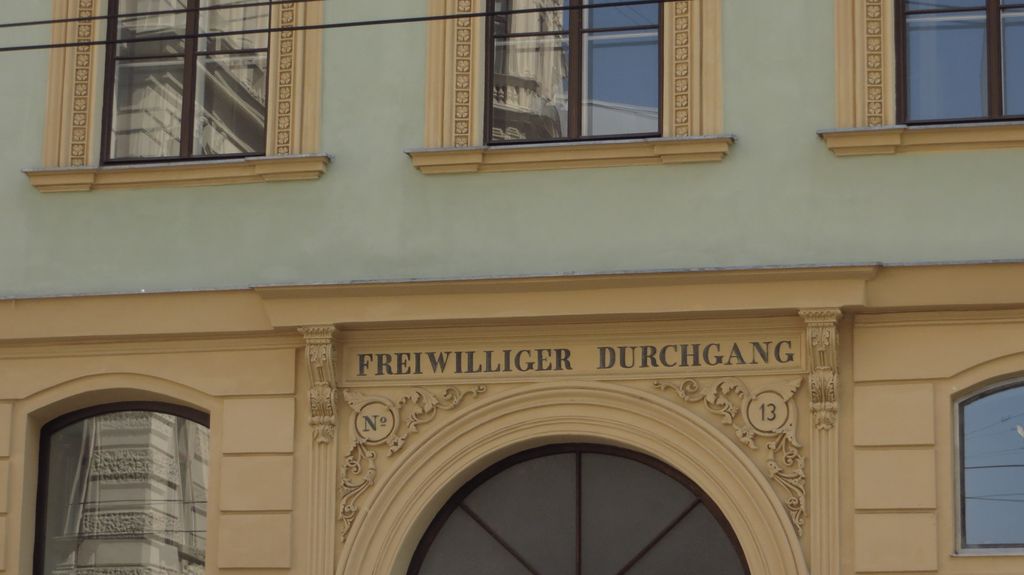 FREIWILLIGER DURCHGANG
Nº 13